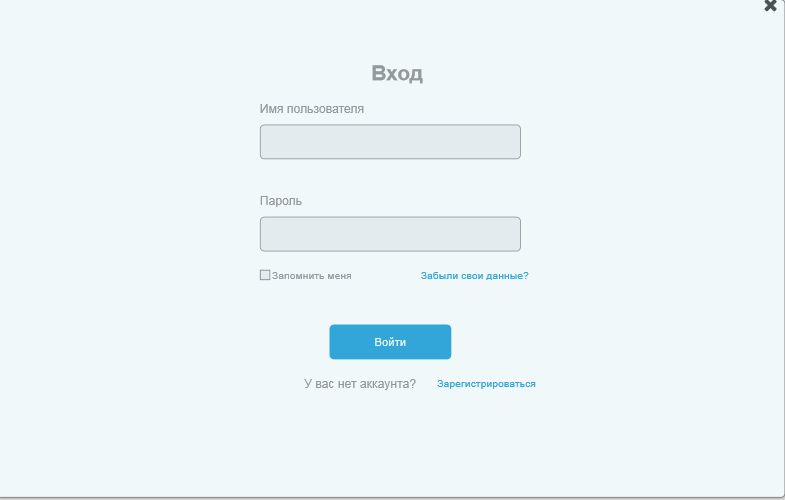 Вход
Имя пользователя
Пароль
Запомнить меня Забыли свои данные?
Войти
У вас нет аккаунта? Зарегистрироваться